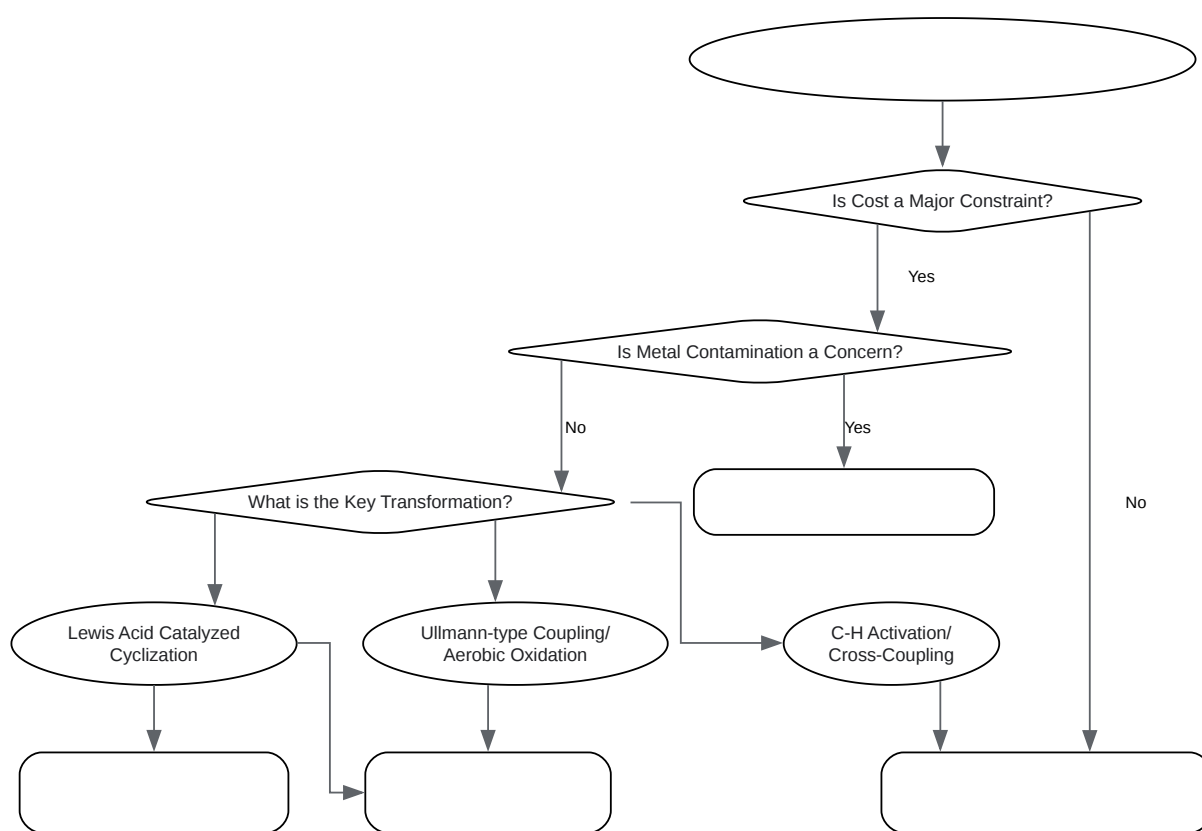 Is Cost a Major Constraint?
Yes
Is Metal Contamination a Concern?
No
Yes
What is the Key Transformation?
No
Lewis Acid Catalyzed
Cyclization
Ullmann-type Coupling/
Aerobic Oxidation
C-H Activation/
Cross-Coupling